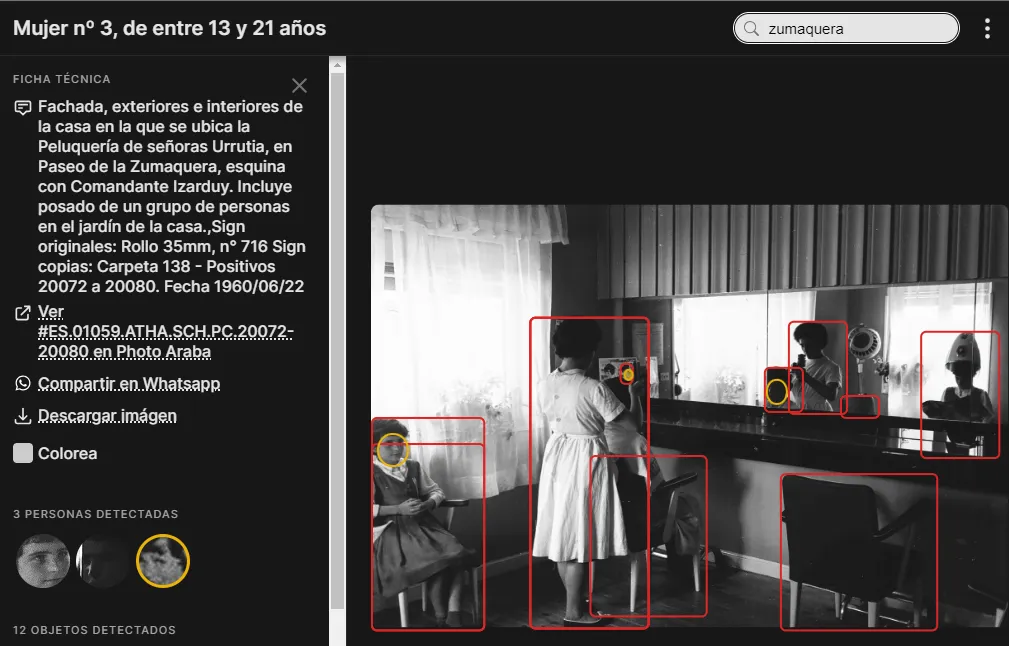 Mujer nº 3, de entre 13 y 21 años
zumaquera
FICHA TÉCNICA
Fachada, exteriores e interiores de
la casa en la que se ubica la
Peluquería de señoras Urrutia, en
Paseo de la Zumaquera, esquina
con Comandante Izarduy. Incluye
posado de un grupo de personas
en el jardín de la casa.,Sign
originales: Rollo 35mm, n° 716 Sign
copias: Carpeta 138 - Positivos
20072 a 20080. Fecha 1960/06/22
Ver
#ES.01059.ATHA.SCH.PC.20072-
20080 en Photo Araba
Compartir en Whatsapp
Descargar imágen
Colorea
3 PERSONAS DETECTADAS
12 OBJETOS DETECTADOS